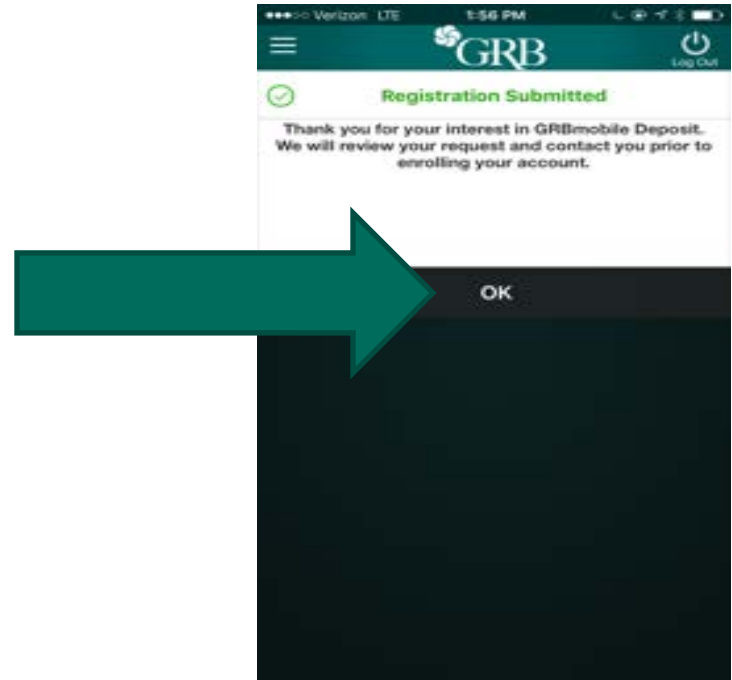 Verizon LTE 1:56 PM
GRB
Log Out
Registration Submitted
Thank you for your interest in GRBmobile Deposit.
We will review your request and contact you prior to
enrolling your account.
OK